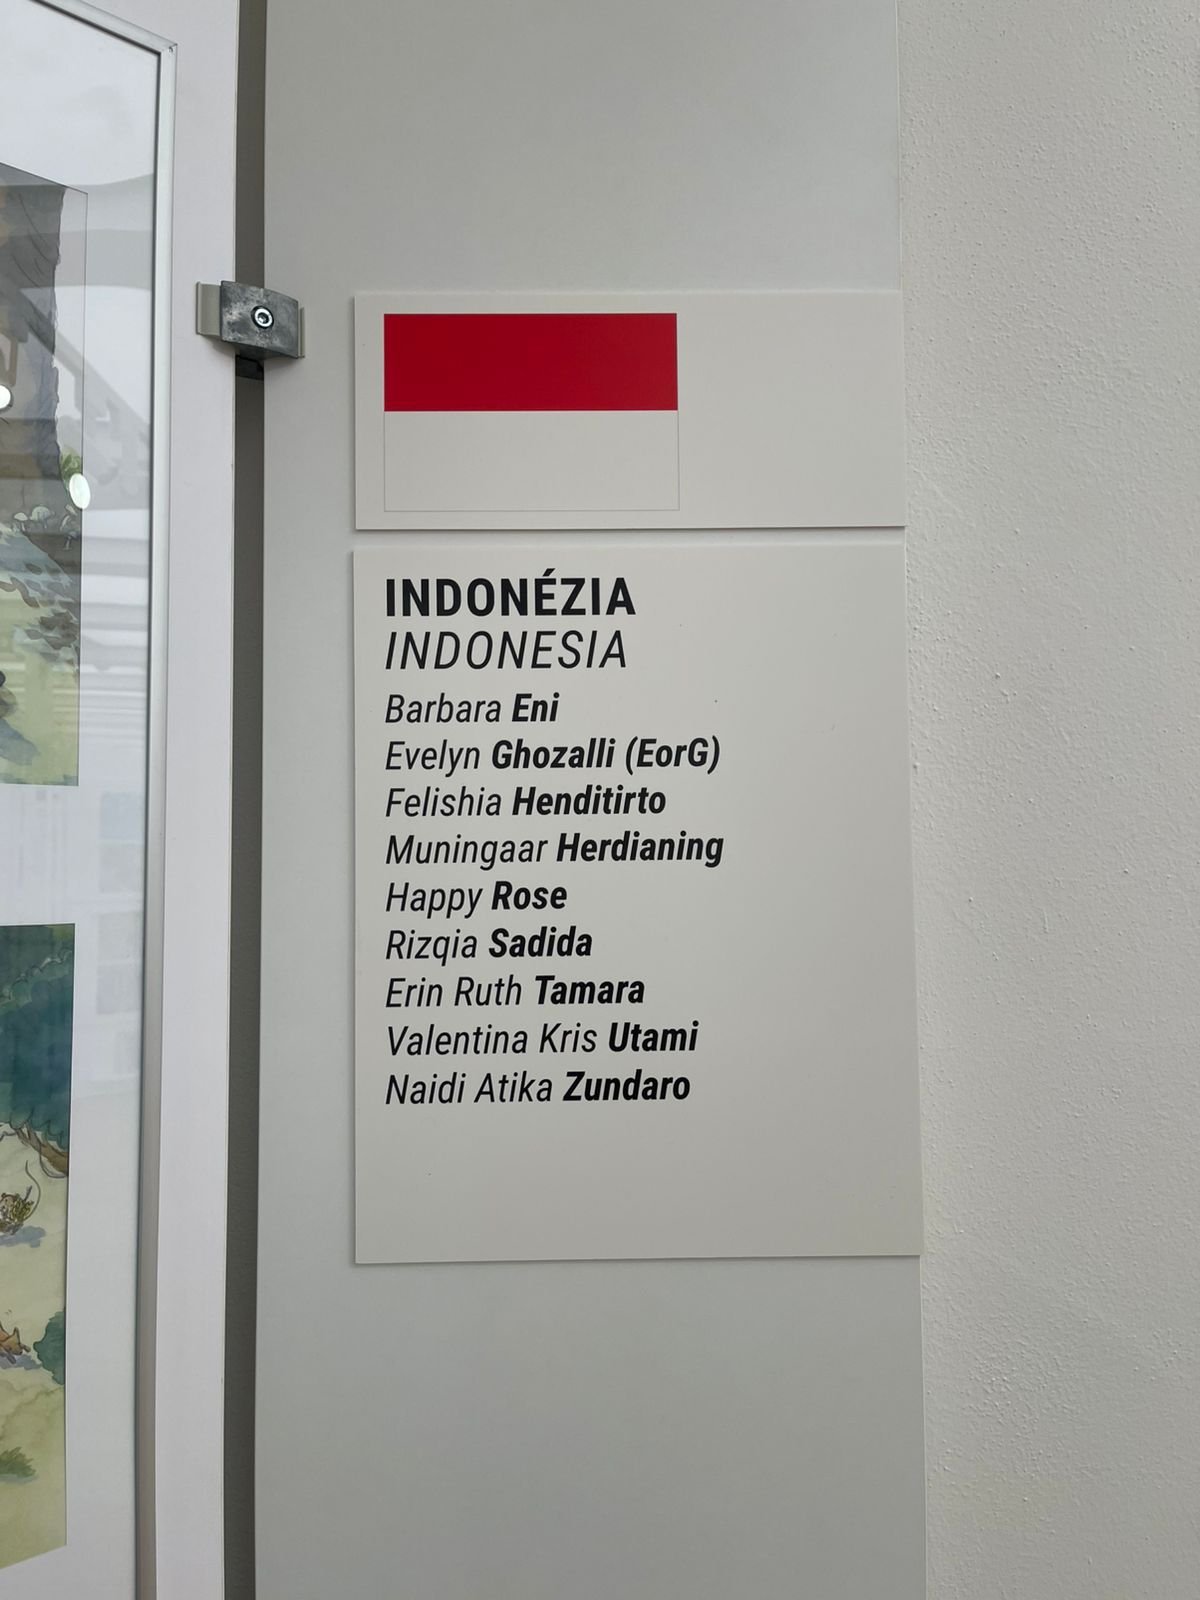 INDONÉZIA
INDONESIA
Barbara Eni
Evelyn Ghozalli (EorG)
Felishia Henditirto
Muningaar Herdianing
Happy Rose
Rizqia Sadida
Erin Ruth Tamara
Valentina Kris Utami
Naidi Atika Zundaro